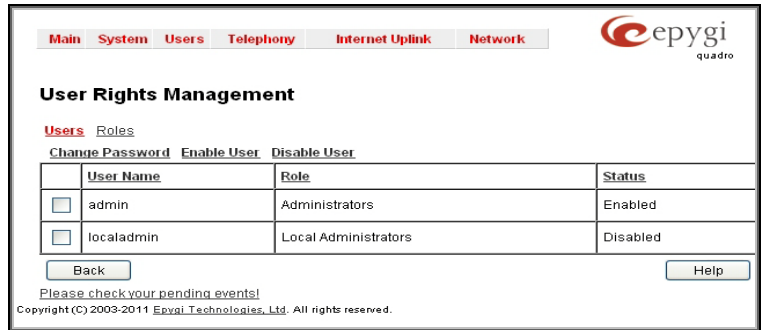 Main System Users Telephony Internet Uplink Network
epygi
quadro
User Rights Management
Users Roles
Change Password Enable User Disable User
User Name Role Status
admin Administrators Enabled
localadmin Local Administrators Disabled
Back Help
Please check your pending events!
Copyright (C) 2003-2011 Epygi Technologies, Ltd. All rights reserved.